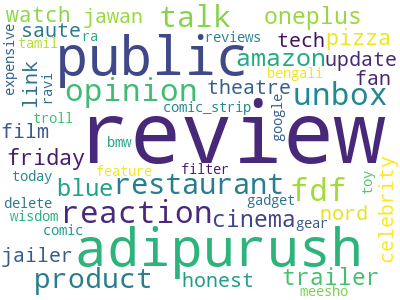 watch jawan talk oneplus
saute ra reviews tech pizza
expensive tamil link ravi public amazon update
opinion theatre fan
bengali unbox
troll comic_strip google
film bmw review
friday feature filter
today blue restaurant gadget fdf toy celebrity
delete wisdom reaction cinema gear nord
comic adipurush
jailer
product honest trailer
meesho